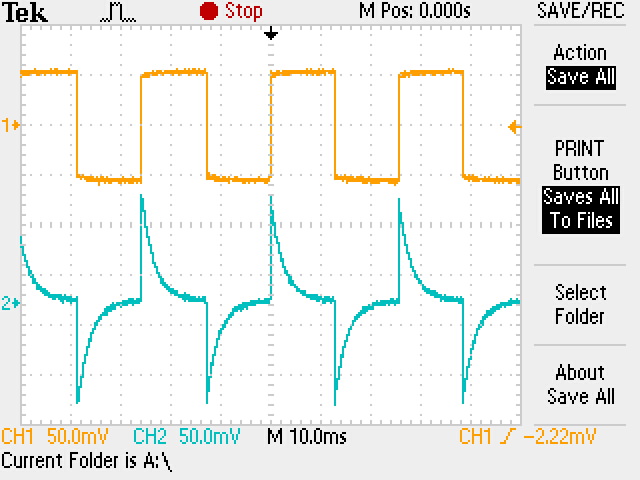 Tek Stop M Pos: 0.000s SAVE/REC
Action
Save All
1
PRINT
Button
Saves All
To Files
2
Select
Folder
About
Save All
CH1 50.0mV CH2 50.0mV M 10.0ms CH1 -2.22mV
Current Folder is A:\